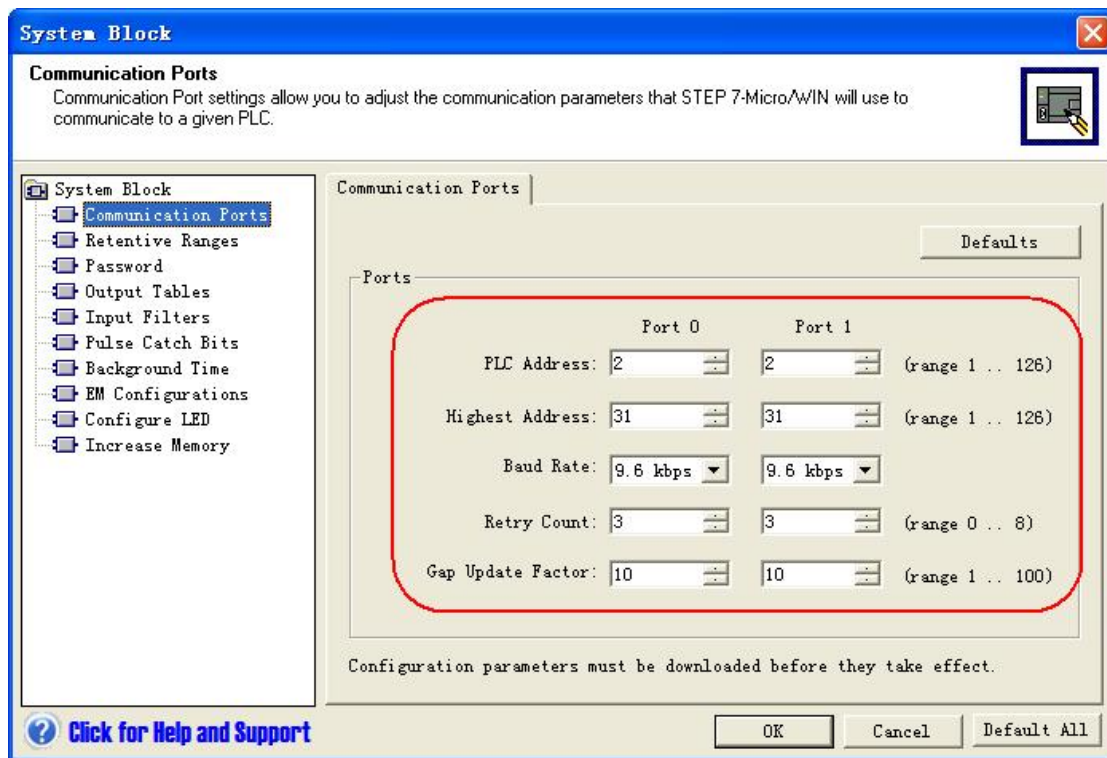 System Block
Communication Ports
Communication Port settings allow you to adjust the communication parameters that STEP 7-Micro/WIN will use to
communicate to a given PLC.
System Block
Communication Ports
Retentive Ranges
Password
Output Tables
Input Filters
Pulse Catch Bits
Background Time
EM Configurations
Configure LED
Increase Memory
Communication Ports
Defaults
Ports
Port 0 Port 1
PLC Address: 2 2 (range 1 .. 126)
Highest Address: 31 31 (range 1 .. 126)
Baud Rate: 9.6 kbps 9.6 kbps
Retry Count: 3 3 (range 0 .. 8)
Gap Update Factor: 10 10 (range 1 .. 100)
Configuration parameters must be downloaded before they take effect.
Click for Help and Support
OK Cancel Default All